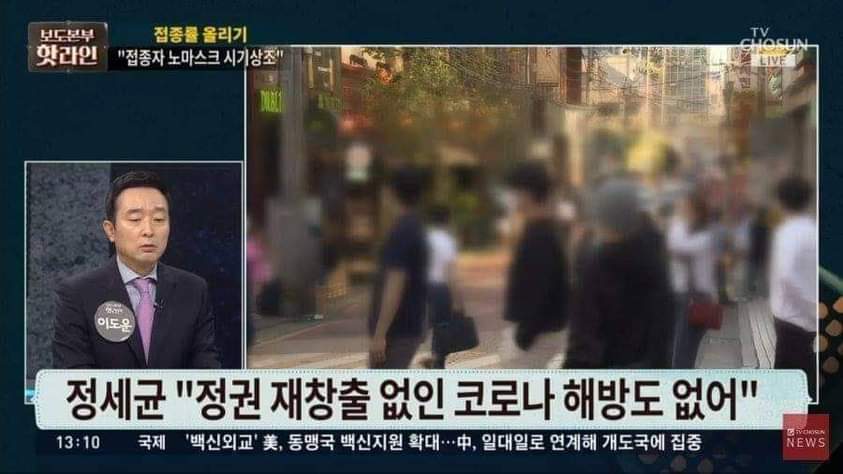 보도본부
핫라인
접종률 올리기
"접종자 노마스크 시기상조"
TV
CHOSUN
LIVE
이도윤
정세균 "정권 재창출 없인 코로나 해방도 없어"
13:10 국제 '백신외교' 美, 동맹국 백신지원 확대…中, 일대일로 연계해 개도국에 집중
TV CHOSUN
NEWS